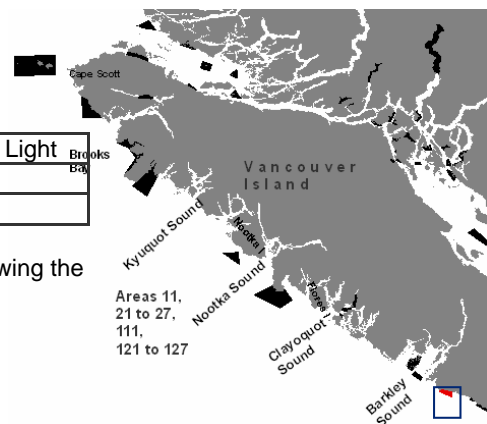 Cape Scott
Light
Brooks
Bay
Vancouver
Island
wing the
Kyuquot Sound
Nootka I
Nootka Sound
Areas 11,
21 to 27,
111,
121 to 127
Flores I
Clayoquot
Sound
Barkley
Sound